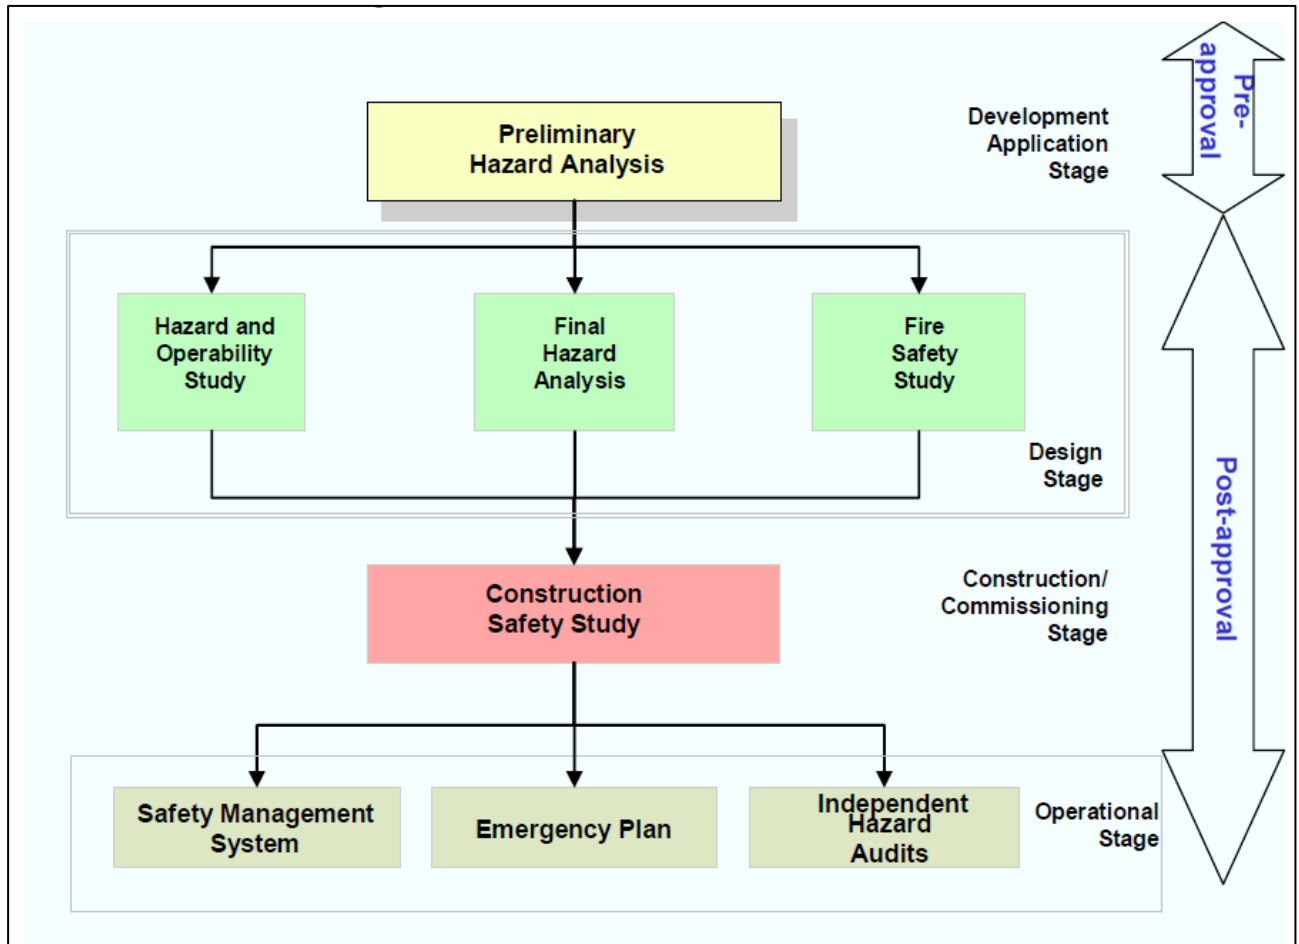 Pre-
approval
Development
Application
Stage
Preliminary
Hazard Analysis
Hazard and
Operability
Study
Final
Hazard
Analysis
Fire
Safety
Study
Design
Stage
Post-approval
Construction
Safety Study
Construction/
Commissioning
Stage
Safety Management
System
Emergency Plan
Independent
Hazard
Audits
Operational
Stage